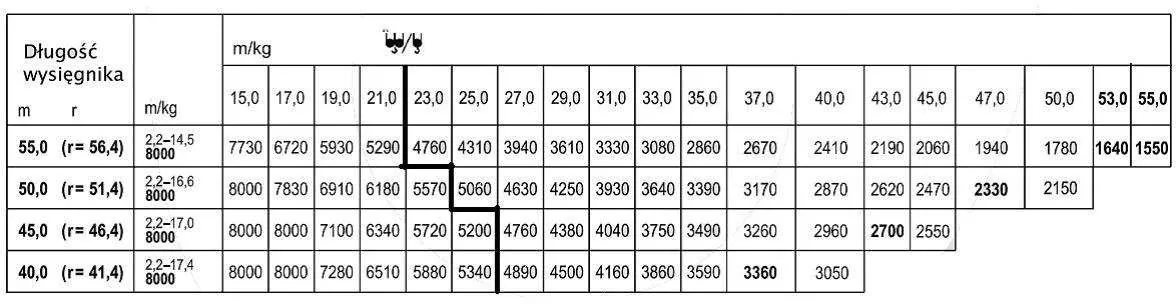 Długość
wysięgnika
m r
m/kg
m/kg
15,0 17,0 19,0 21,0 23,0 25,0 27,0 29,0 31,0 33,0 35,0 37,0 40,0 43,0 45,0 47,0 50,0 53,0 55,0
55,0 (r= 56,4) 2,2–14,5 8000 7730 6720 5930 5290 4760 4310 3940 3610 3330 3080 2860 2670 2410 2190 2060 1940 1780 1640 1550
50,0 (r= 51,4) 2,2–16,6 8000 8000 7830 6910 6180 5570 5060 4630 4250 3930 3640 3390 3170 2870 2620 2470 2330 2150
45,0 (r= 46,4) 2,2–17,0 8000 8000 8000 7100 6340 5720 5200 4760 4380 4040 3750 3490 3260 2960 2700 2550
40,0 (r= 41,4) 2,2–17,4 8000 8000 8000 7280 6510 5880 5340 4890 4500 4160 3860 3590 3360 3050